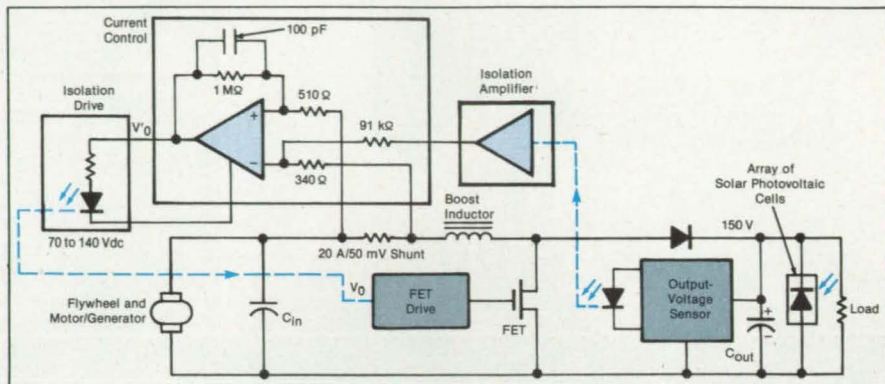 Current
Control
100 pF
1 MΩ
Isolation
Drive
V'0
+
510 Ω
−
340 Ω
91 kΩ
Isolation
Amplifier
Array of
Solar Photovoltaic
Cells
Boost
Inductor
150 V
70 to 140 Vdc
20 A/50 mV Shunt
Flywheel and
Motor/Generator
Cin
V0
FET
Drive
FET
Output-
Voltage
Sensor
+
−
Cout
Load